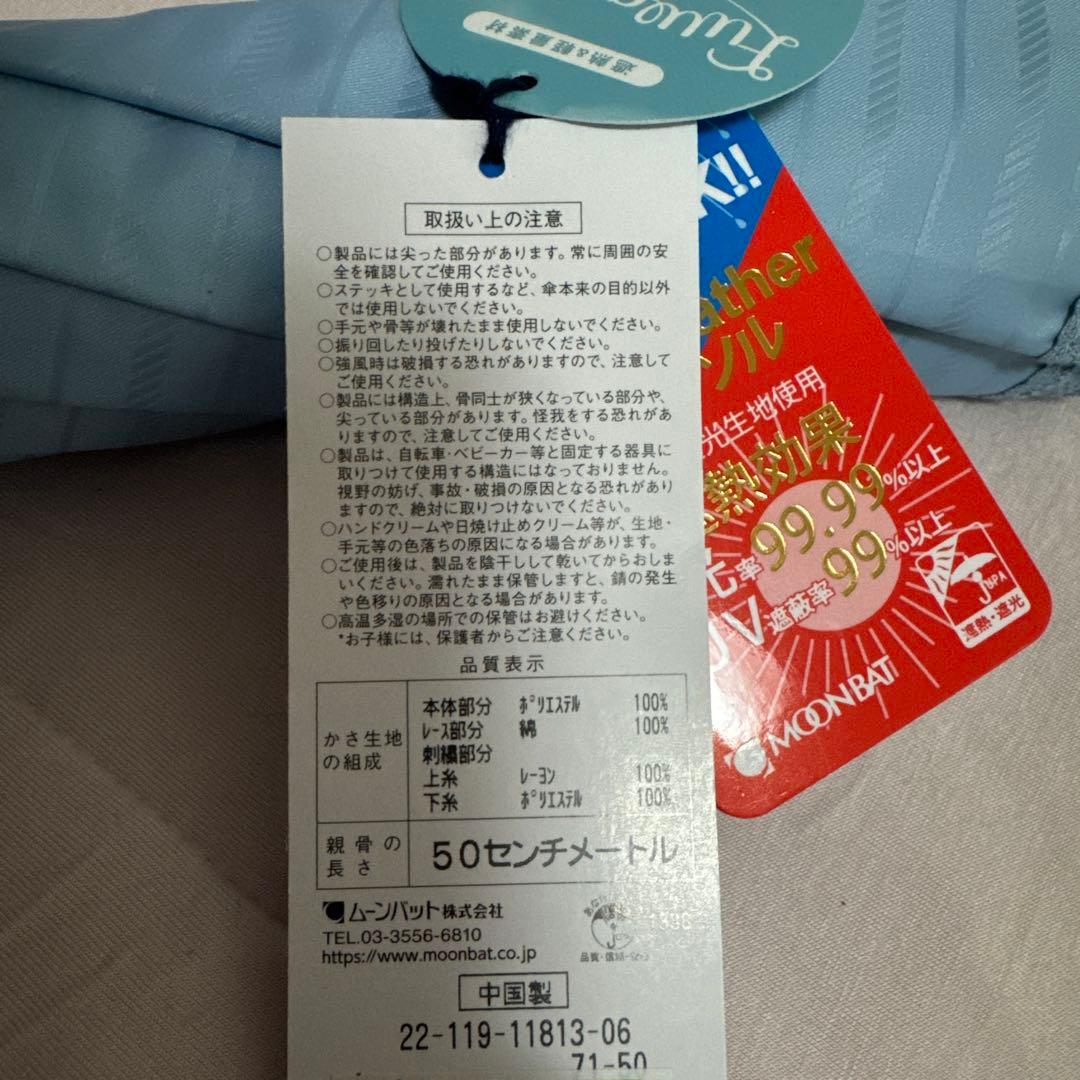 遮熱&軽量素材
取扱い上の注意
○製品には尖った部分があります。常に周囲の安
全を確認してご使用ください。
○ステッキとして使用するなど、傘本来の目的以外
では使用しないでください。
○手元や骨等が壊れたまま使用しないでください。
○振り回したり投げたりしないでください。
○強風時は破損する恐れがありますので、注意して
ご使用ください。
○製品には構造上、骨同士が狭くなっている部分や、
尖っている部分があります。怪我をする恐れがあ
りますので、注意してご使用ください。
○製品は、自転車・ベビーカー等と固定する器具に
取りつけて使用する構造にはなっておりません。
視野の妨げ、事故・破損の原因となる恐れがあり
ますので、絶対に取りつけないでください。
○ハンドクリームや日焼け止めクリーム等が、生地・
手元等の色落ちの原因になる場合があります。
○ご使用後は、製品を陰干しして乾いてからおしま
いください。濡れたまま保管しますと、錆の発生
や色移りの原因となる場合があります。
○高温多湿の場所での保管はお避けください。
*お子様には、保護者からご注意ください。
品質表示
かさ生地
の組成
本体部分 ポリエステル 100%
レース部分 綿 100%
刺繍部分
上糸 レーヨン 100%
下糸 ポリエステル 100%
親骨の
長さ
50センチメートル
ムーンバット株式会社
TEL.03-3556-6810
https://www.moonbat.co.jp
中国製
22-119-11813-06
71-50
K!!
ather
ソル
光生地使用
熱効果
率99.99%以上
UV遮蔽率99%以上
JUPA
遮熱・遮光
MOONBAT